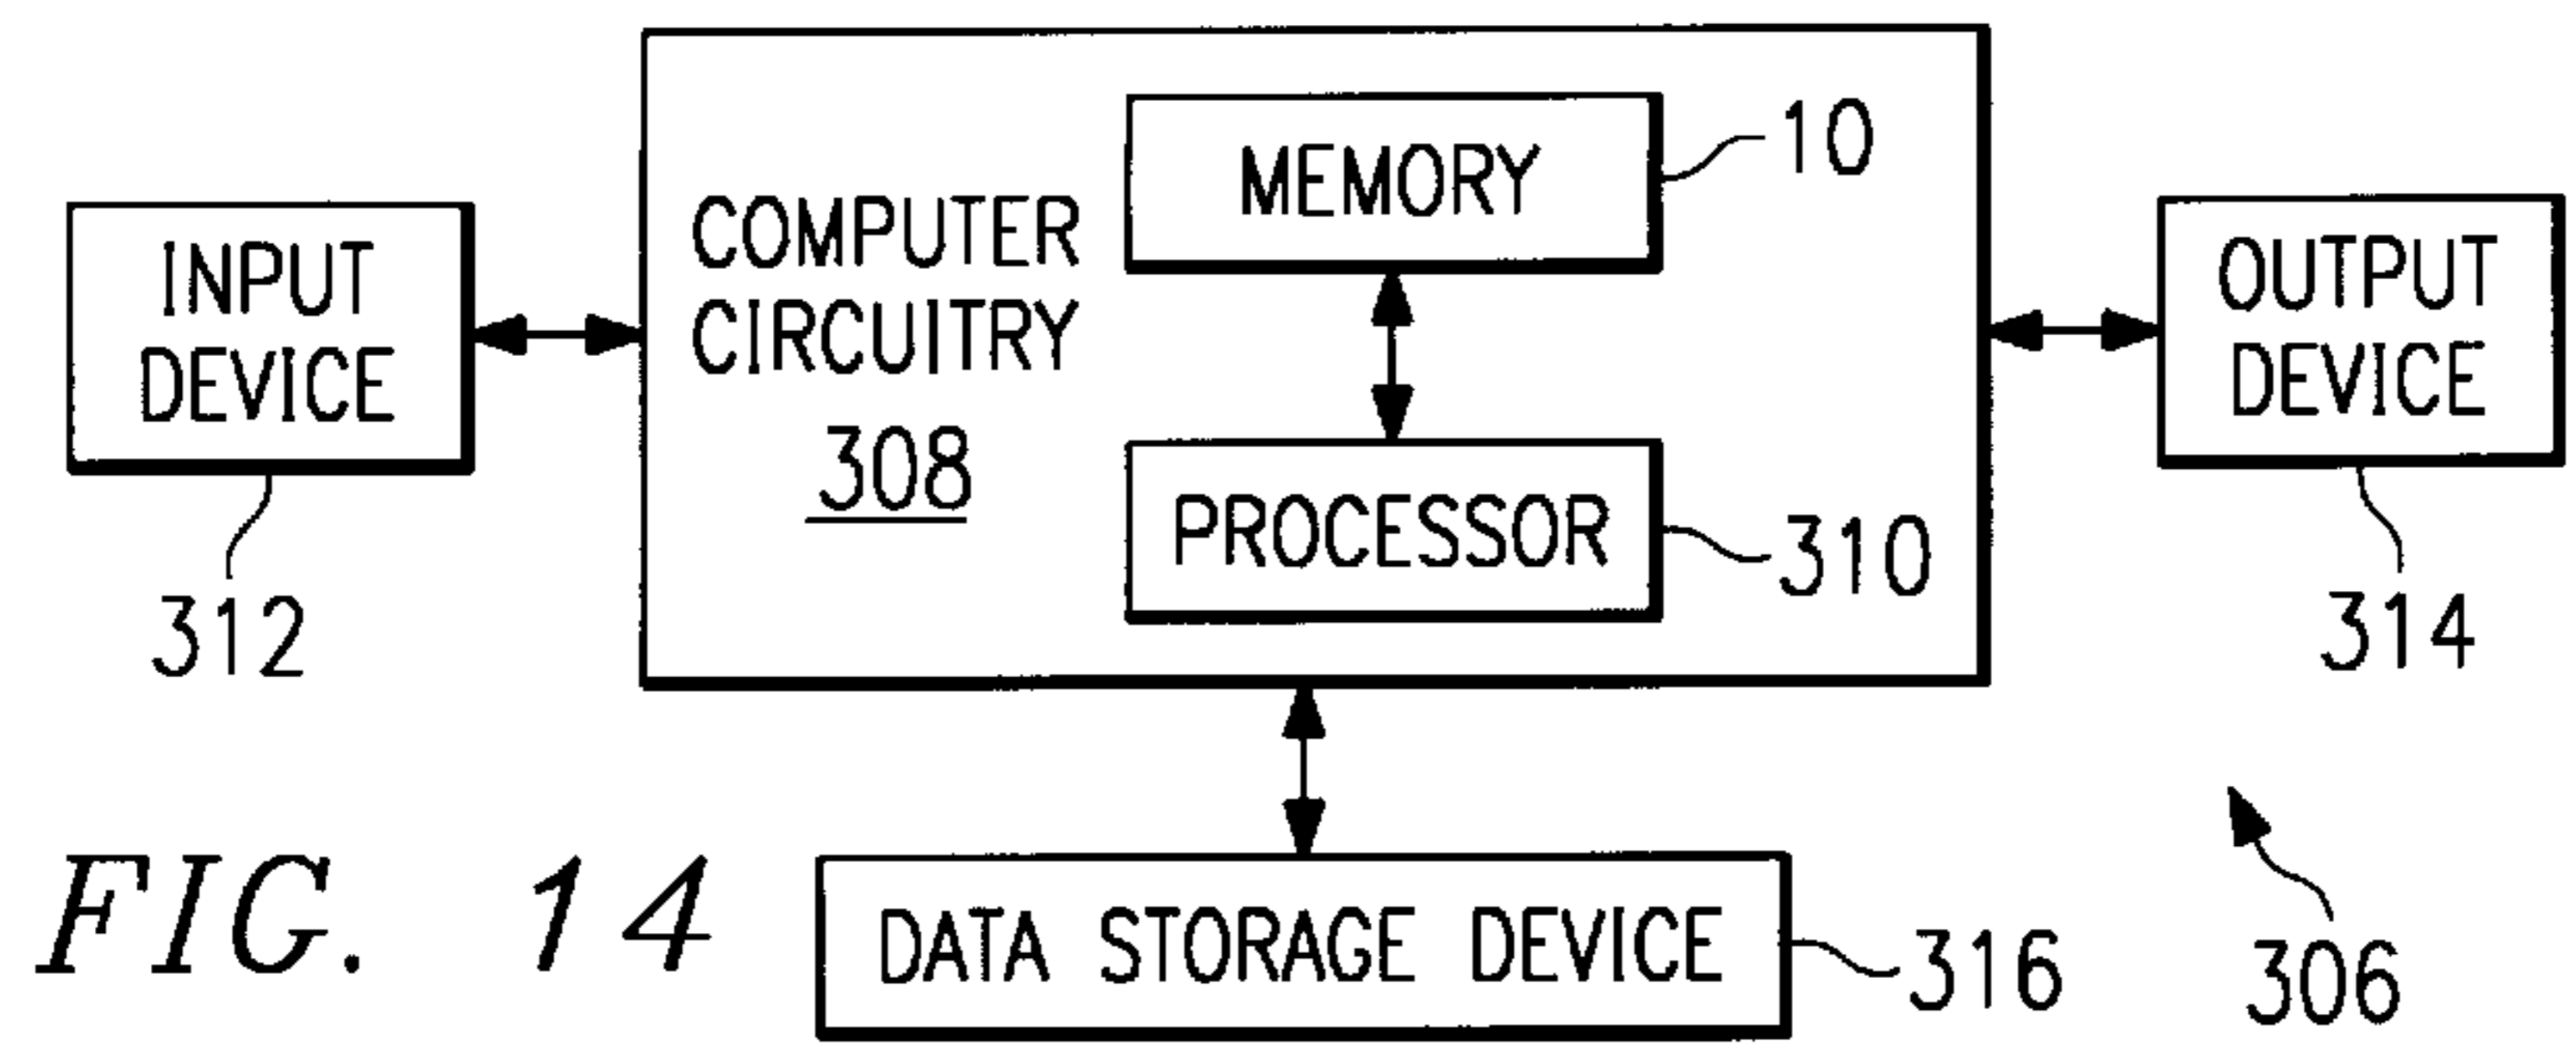 INPUT
DEVICE
312
COMPUTER
CIRCUITRY
308
MEMORY
10
PROCESSOR
310
OUTPUT
DEVICE
314
DATA STORAGE DEVICE
316
306
FIG. 14